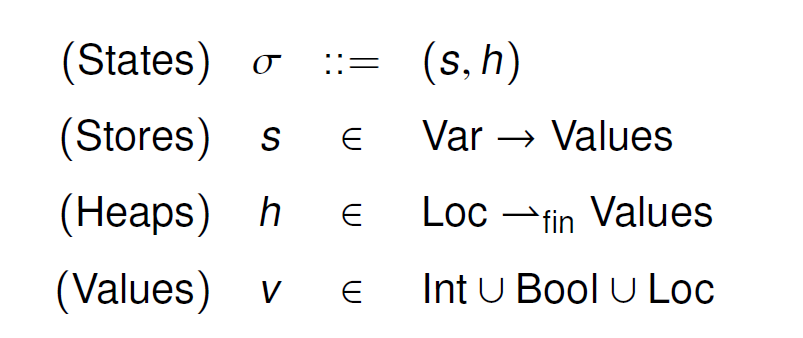 (States) σ ::= (s, h)
(Stores) s ∈ Var → Values
(Heaps) h ∈ Loc ⇀fin Values
(Values) v ∈ Int ∪ Bool ∪ Loc